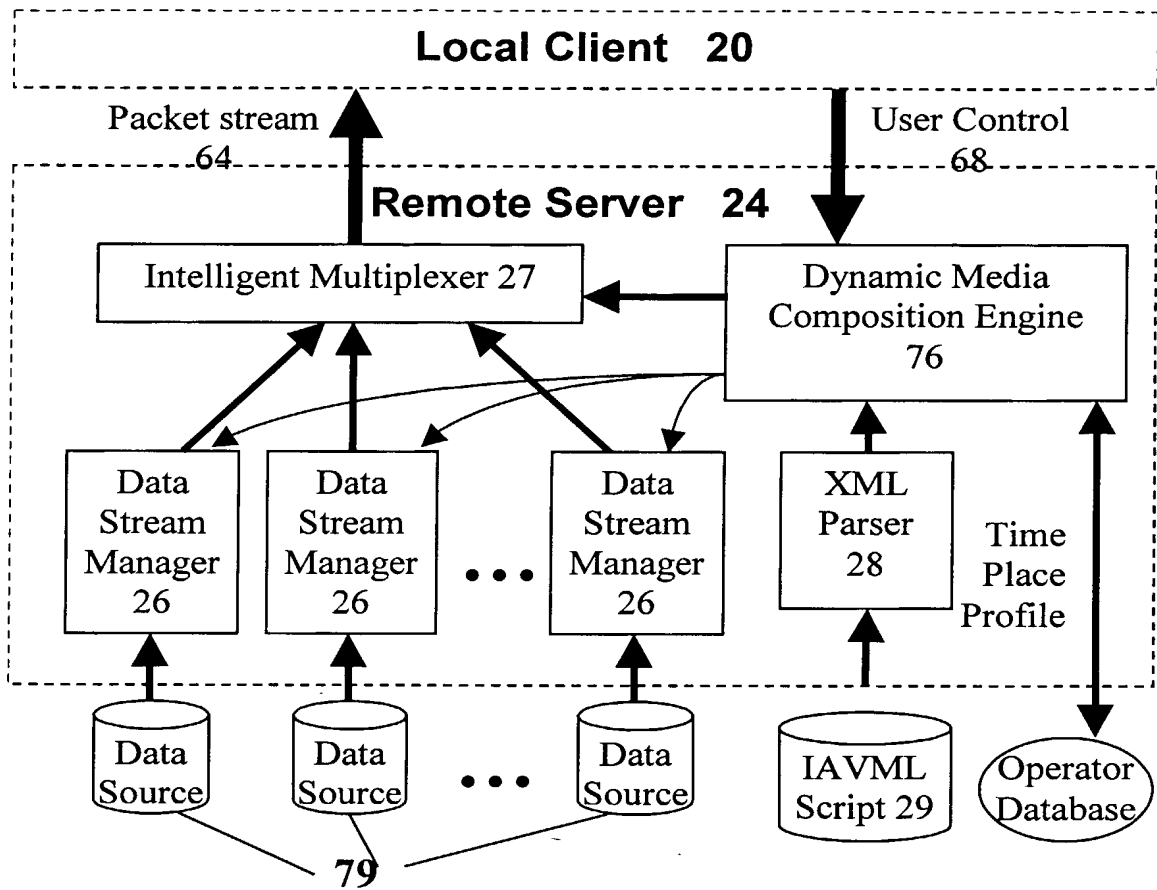 Local Client 20
Packet stream
64
User Control
68
Remote Server 24
Intelligent Multiplexer 27
Dynamic Media
Composition Engine
76
Data
Stream
Manager
26
Data
Stream
Manager
26
•••
Data
Stream
Manager
26
XML
Parser
28
Time
Place
Profile
Data
Source
Data
Source
•••
Data
Source
IAVML
Script 29
Operator
Database
79